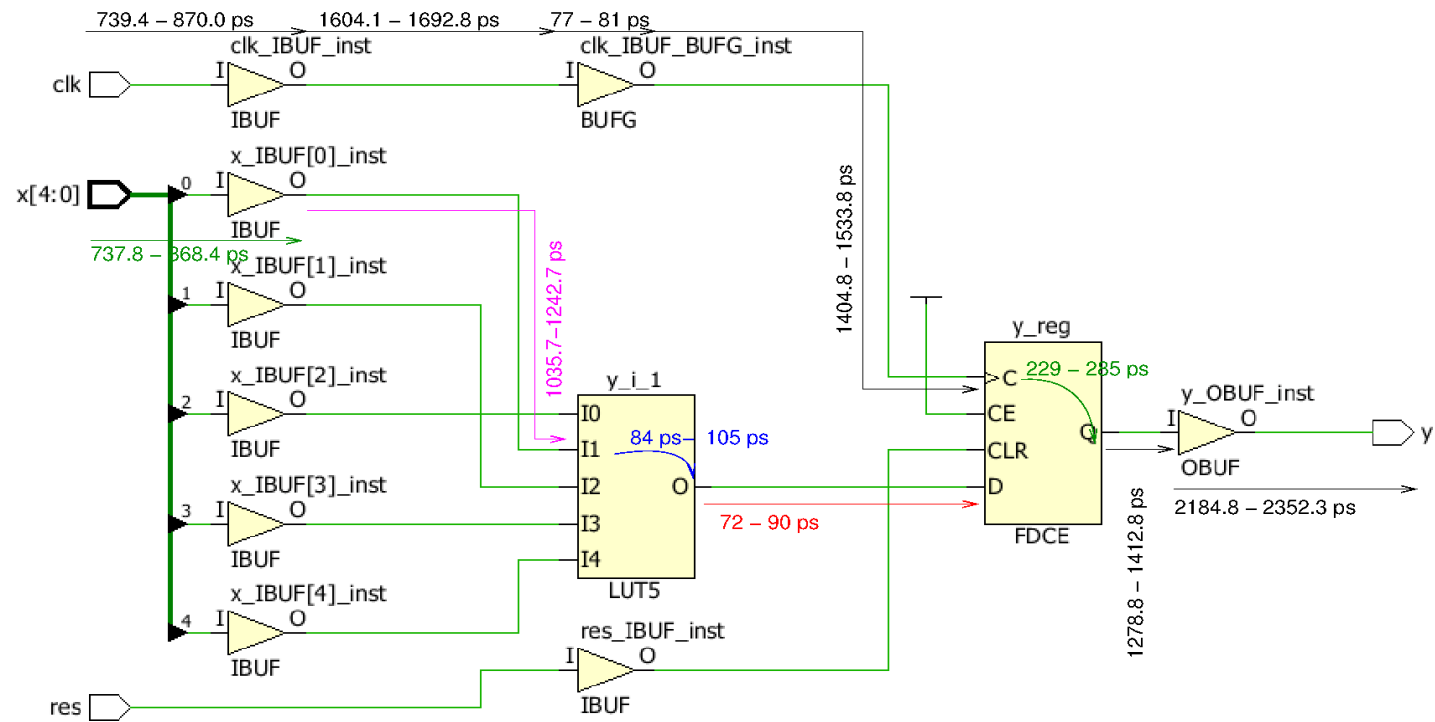 739.4 – 870.0 ps
1604.1 – 1692.8 ps
77 – 81 ps
clk_IBUF_inst
clk_IBUF_BUFG_inst
clk
I
O
I
O
IBUF
BUFG
x_IBUF[0]_inst
x[4:0]
0
I
O
IBUF
737.8 – 868.4 ps
x_IBUF[1]_inst
1
I
O
IBUF
1035.7–1242.7 ps
1404.8 – 1533.8 ps
x_IBUF[2]_inst
2
I
O
IBUF
x_IBUF[3]_inst
3
I
O
IBUF
x_IBUF[4]_inst
4
I
O
IBUF
y_i_1
I0
I1
I2
I3
I4
84 ps– 105 ps
O
LUT5
72 – 90 ps
y_reg
C
229 – 285 ps
CE
CLR
D
Q
FDCE
y_OBUF_inst
I
O
OBUF
y
2184.8 – 2352.3 ps
1278.8 – 1412.8 ps
res_IBUF_inst
I
O
IBUF
res